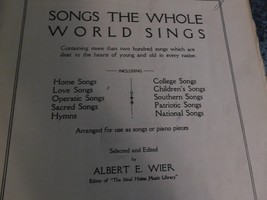 SONGS THE WHOLE
WORLD SINGS
Containing more than two hundred songs which are
dear to the hearts of young and old in every nation.
INCLUDING
Home Songs
Love Songs
Operatic Songs
Sacred Songs
Hymns
College Songs
Children's Songs
Southern Songs
Patriotic Songs
National Songs
Arranged for use as songs or piano pieces
Selected and Edited
by
ALBERT E. WIER
Editor of "The Ideal Home Music Library"